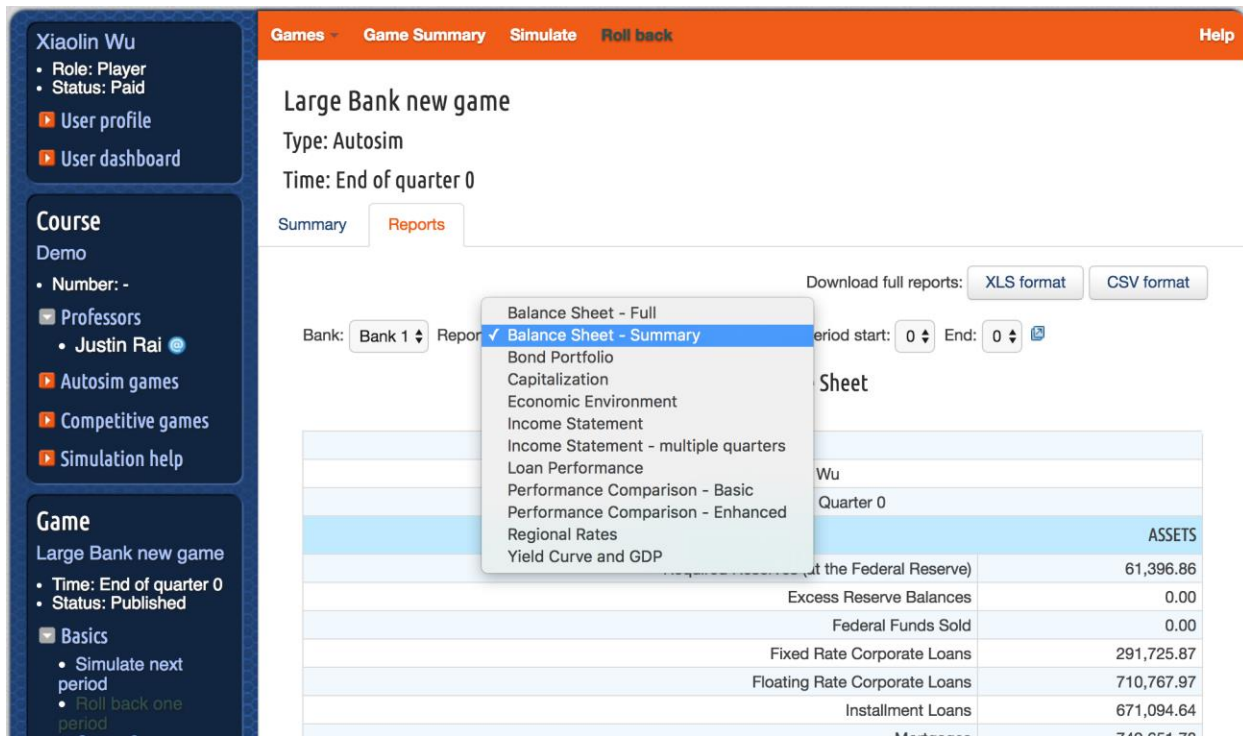 Xiaolin Wu
• Role: Player
• Status: Paid
User profile
User dashboard
Course
Demo
• Number: -
Professors
• Justin Rai
Autosim games
Competitive games
Simulation help
Game
Large Bank new game
• Time: End of quarter 0
• Status: Published
Basics
• Simulate next
period
• Roll back one
period
Games Game Summary Simulate Roll back Help
Large Bank new game
Type: Autosim
Time: End of quarter 0
Summary Reports
Download full reports: XLS format CSV format
Bank: Bank 1 Repor
Balance Sheet - Full
✓ Balance Sheet - Summary
Bond Portfolio
Capitalization
Economic Environment
Income Statement
Income Statement - multiple quarters
Loan Performance
Performance Comparison - Basic
Performance Comparison - Enhanced
Regional Rates
Yield Curve and GDP
eriod start: 0 End: 0
Sheet
Wu
Quarter 0
ASSETS
(at the Federal Reserve) 61,396.86
Excess Reserve Balances 0.00
Federal Funds Sold 0.00
Fixed Rate Corporate Loans 291,725.87
Floating Rate Corporate Loans 710,767.97
Installment Loans 671,094.64